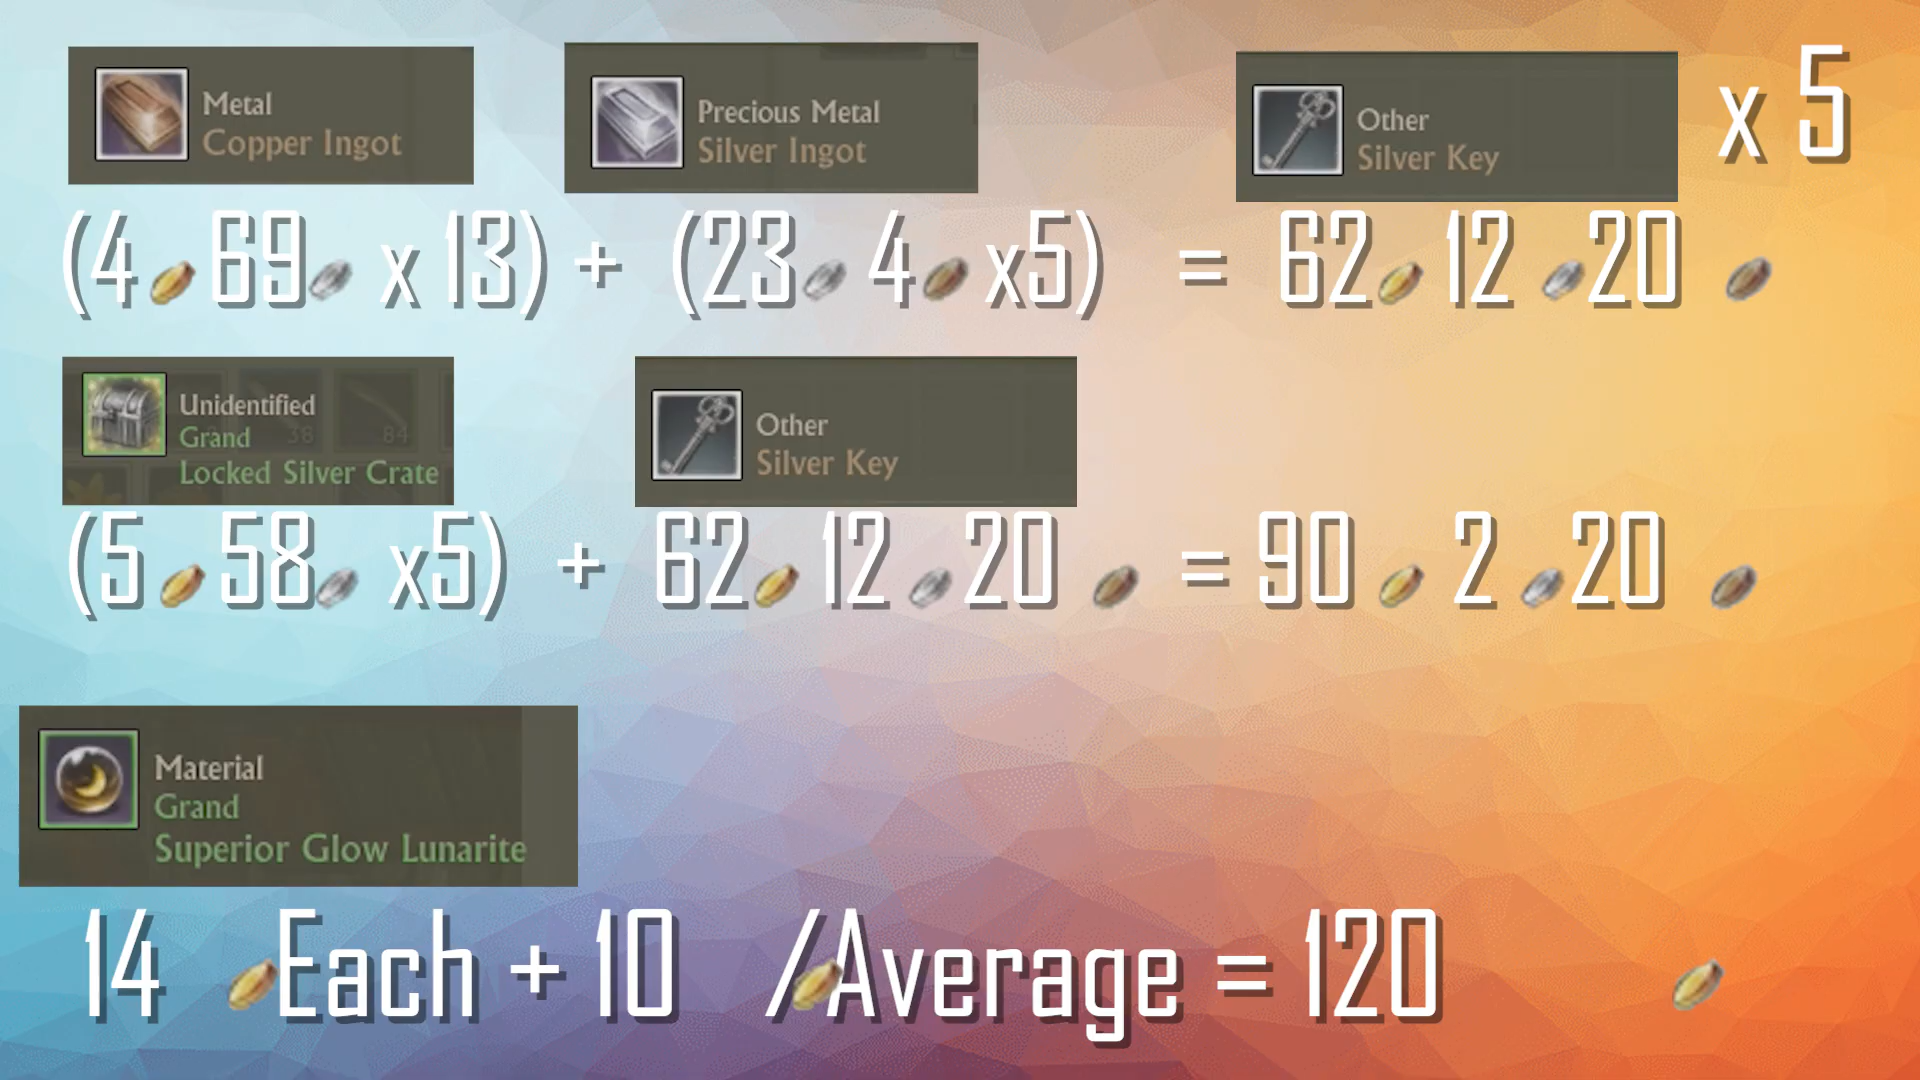 Metal
Copper Ingot
Precious Metal
Silver Ingot
Other
Silver Key
x 5
(4 69 x 13) + (23 4 x5) = 62 12 20
Unidentified
Grand 38 84
Locked Silver Crate
Other
Silver Key
(5 58 x5) + 62 12 20 = 90 2 20
Material
Grand
Superior Glow Lunarite
14 Each + 10 /Average = 120